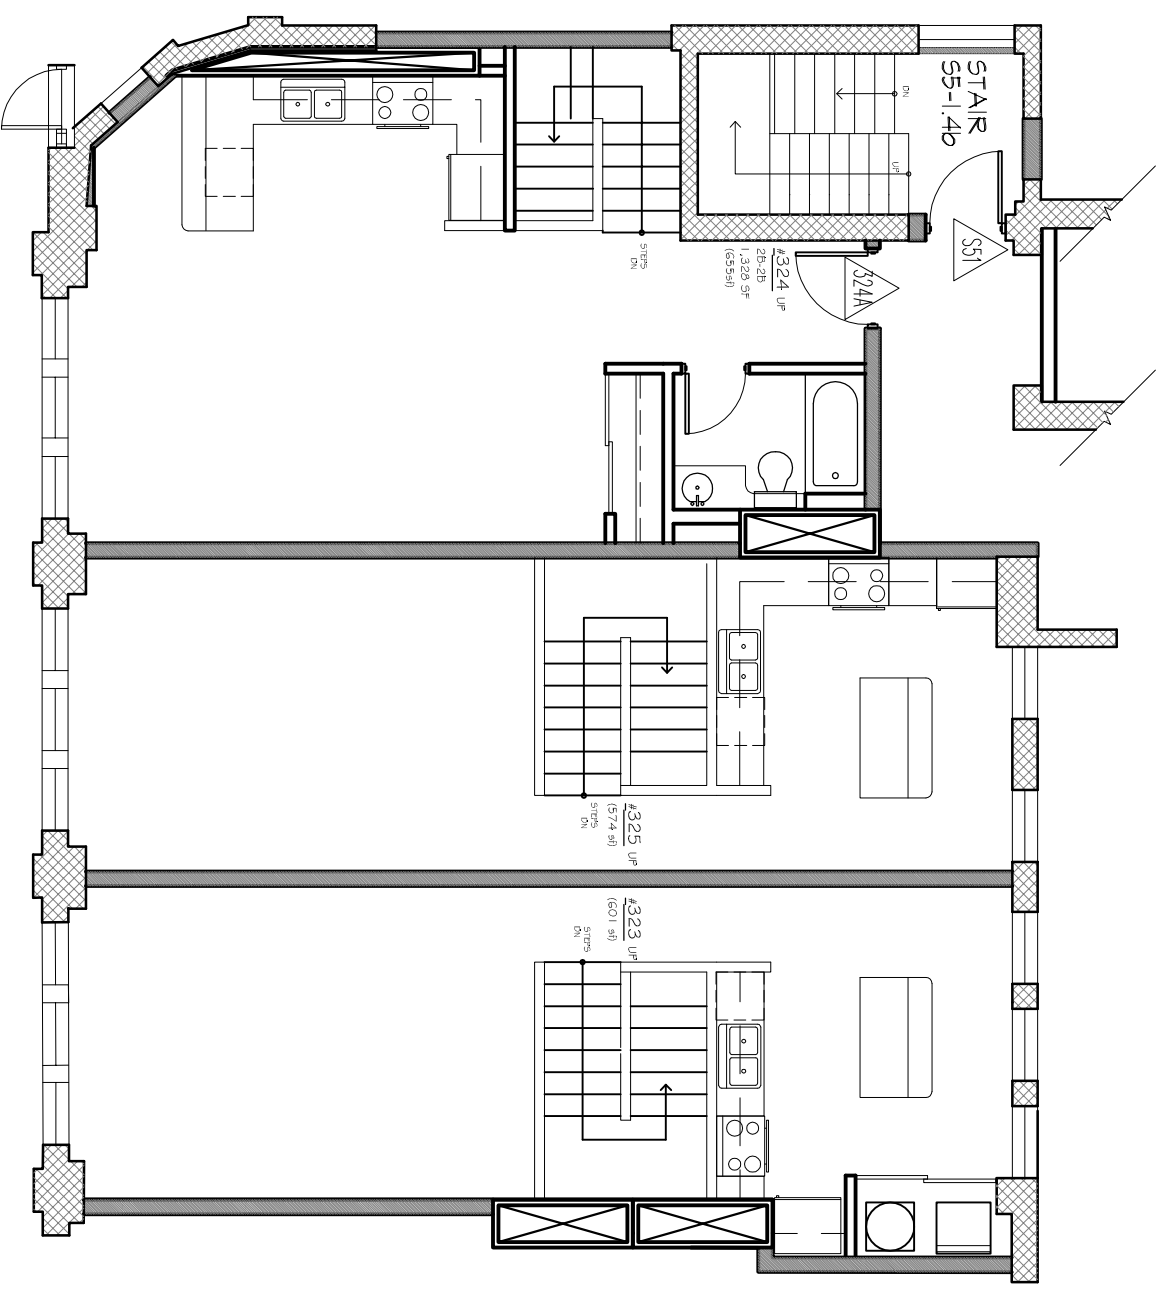 STAIR
S5-1.4b
DN
UP
S51
324A
#324 UP
2B-2B
1,328 SF
(655sf)
STEPS
DN
#325 UP
(574 sf)
STEPS
DN
#323 UP
(601 sf)
STEPS
DN